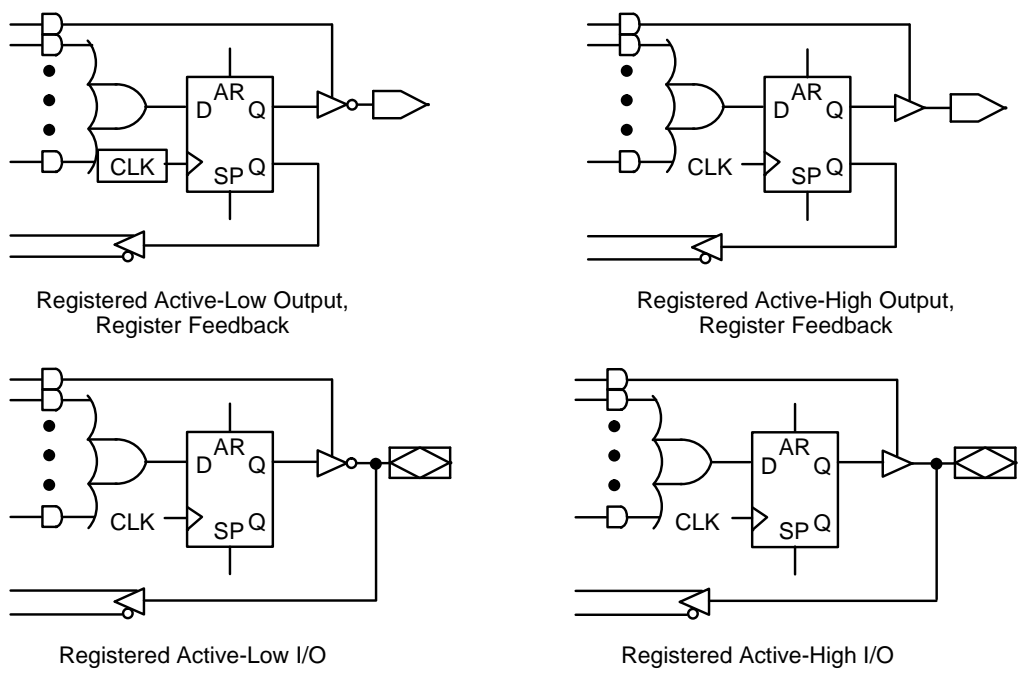 AR
D Q
CLK
SP Q
Registered Active-Low Output,
Register Feedback
AR
D Q
CLK
SP Q
Registered Active-High Output,
Register Feedback
AR
D Q
CLK
SP Q
Registered Active-Low I/O
AR
D Q
CLK
SP Q
Registered Active-High I/O